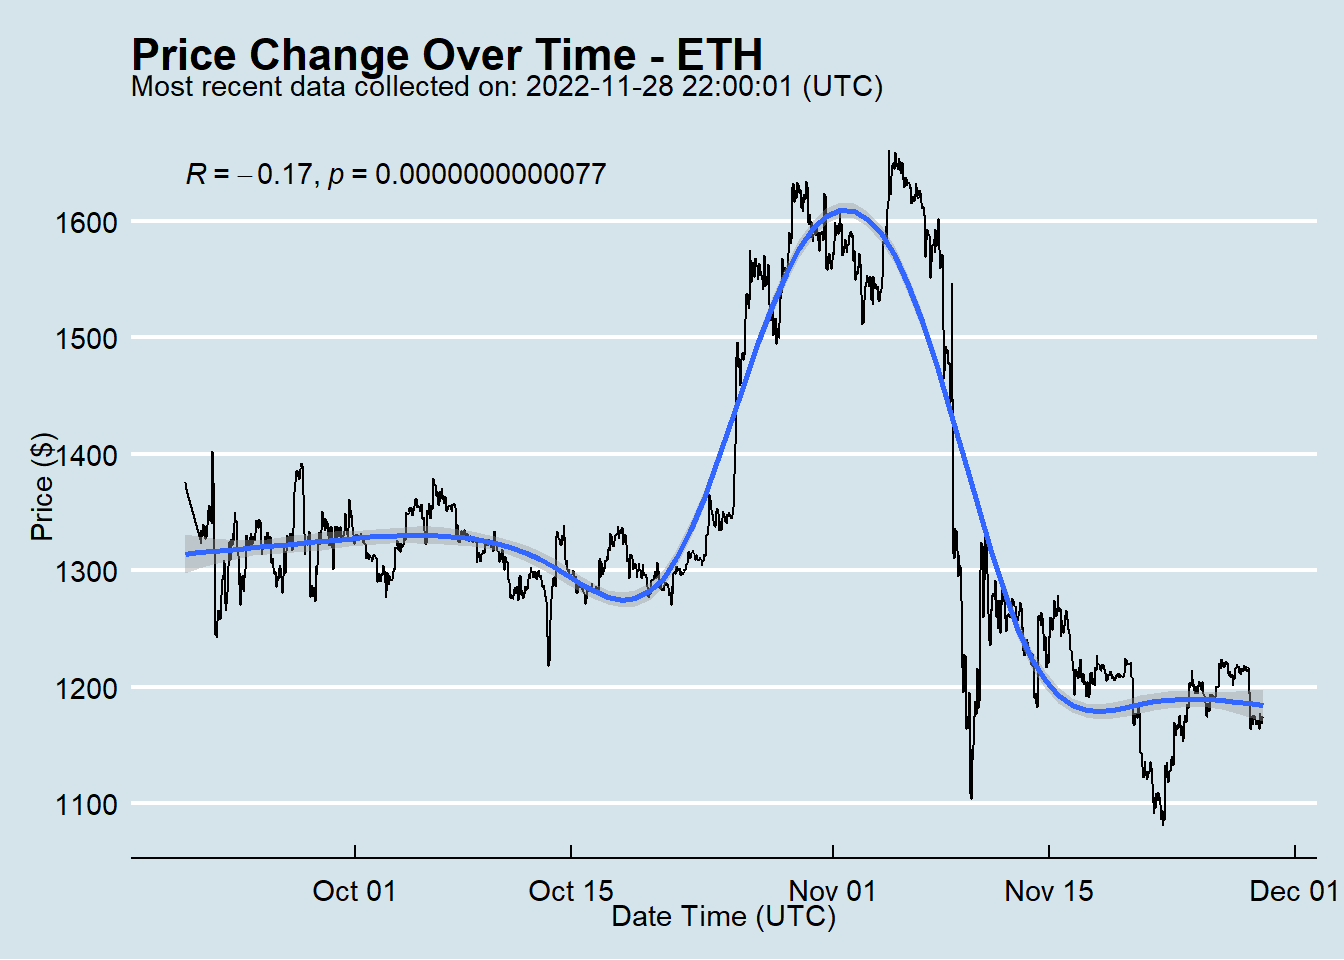 Price Change Over Time - ETH
Most recent data collected on: 2022-11-28 22:00:01 (UTC)
R = −0.17, p = 0.0000000000077
1600
1500
1400
1300
1200
1100
Price ($)
Oct 01 Oct 15 Nov 01 Nov 15 Dec 01
Date Time (UTC)